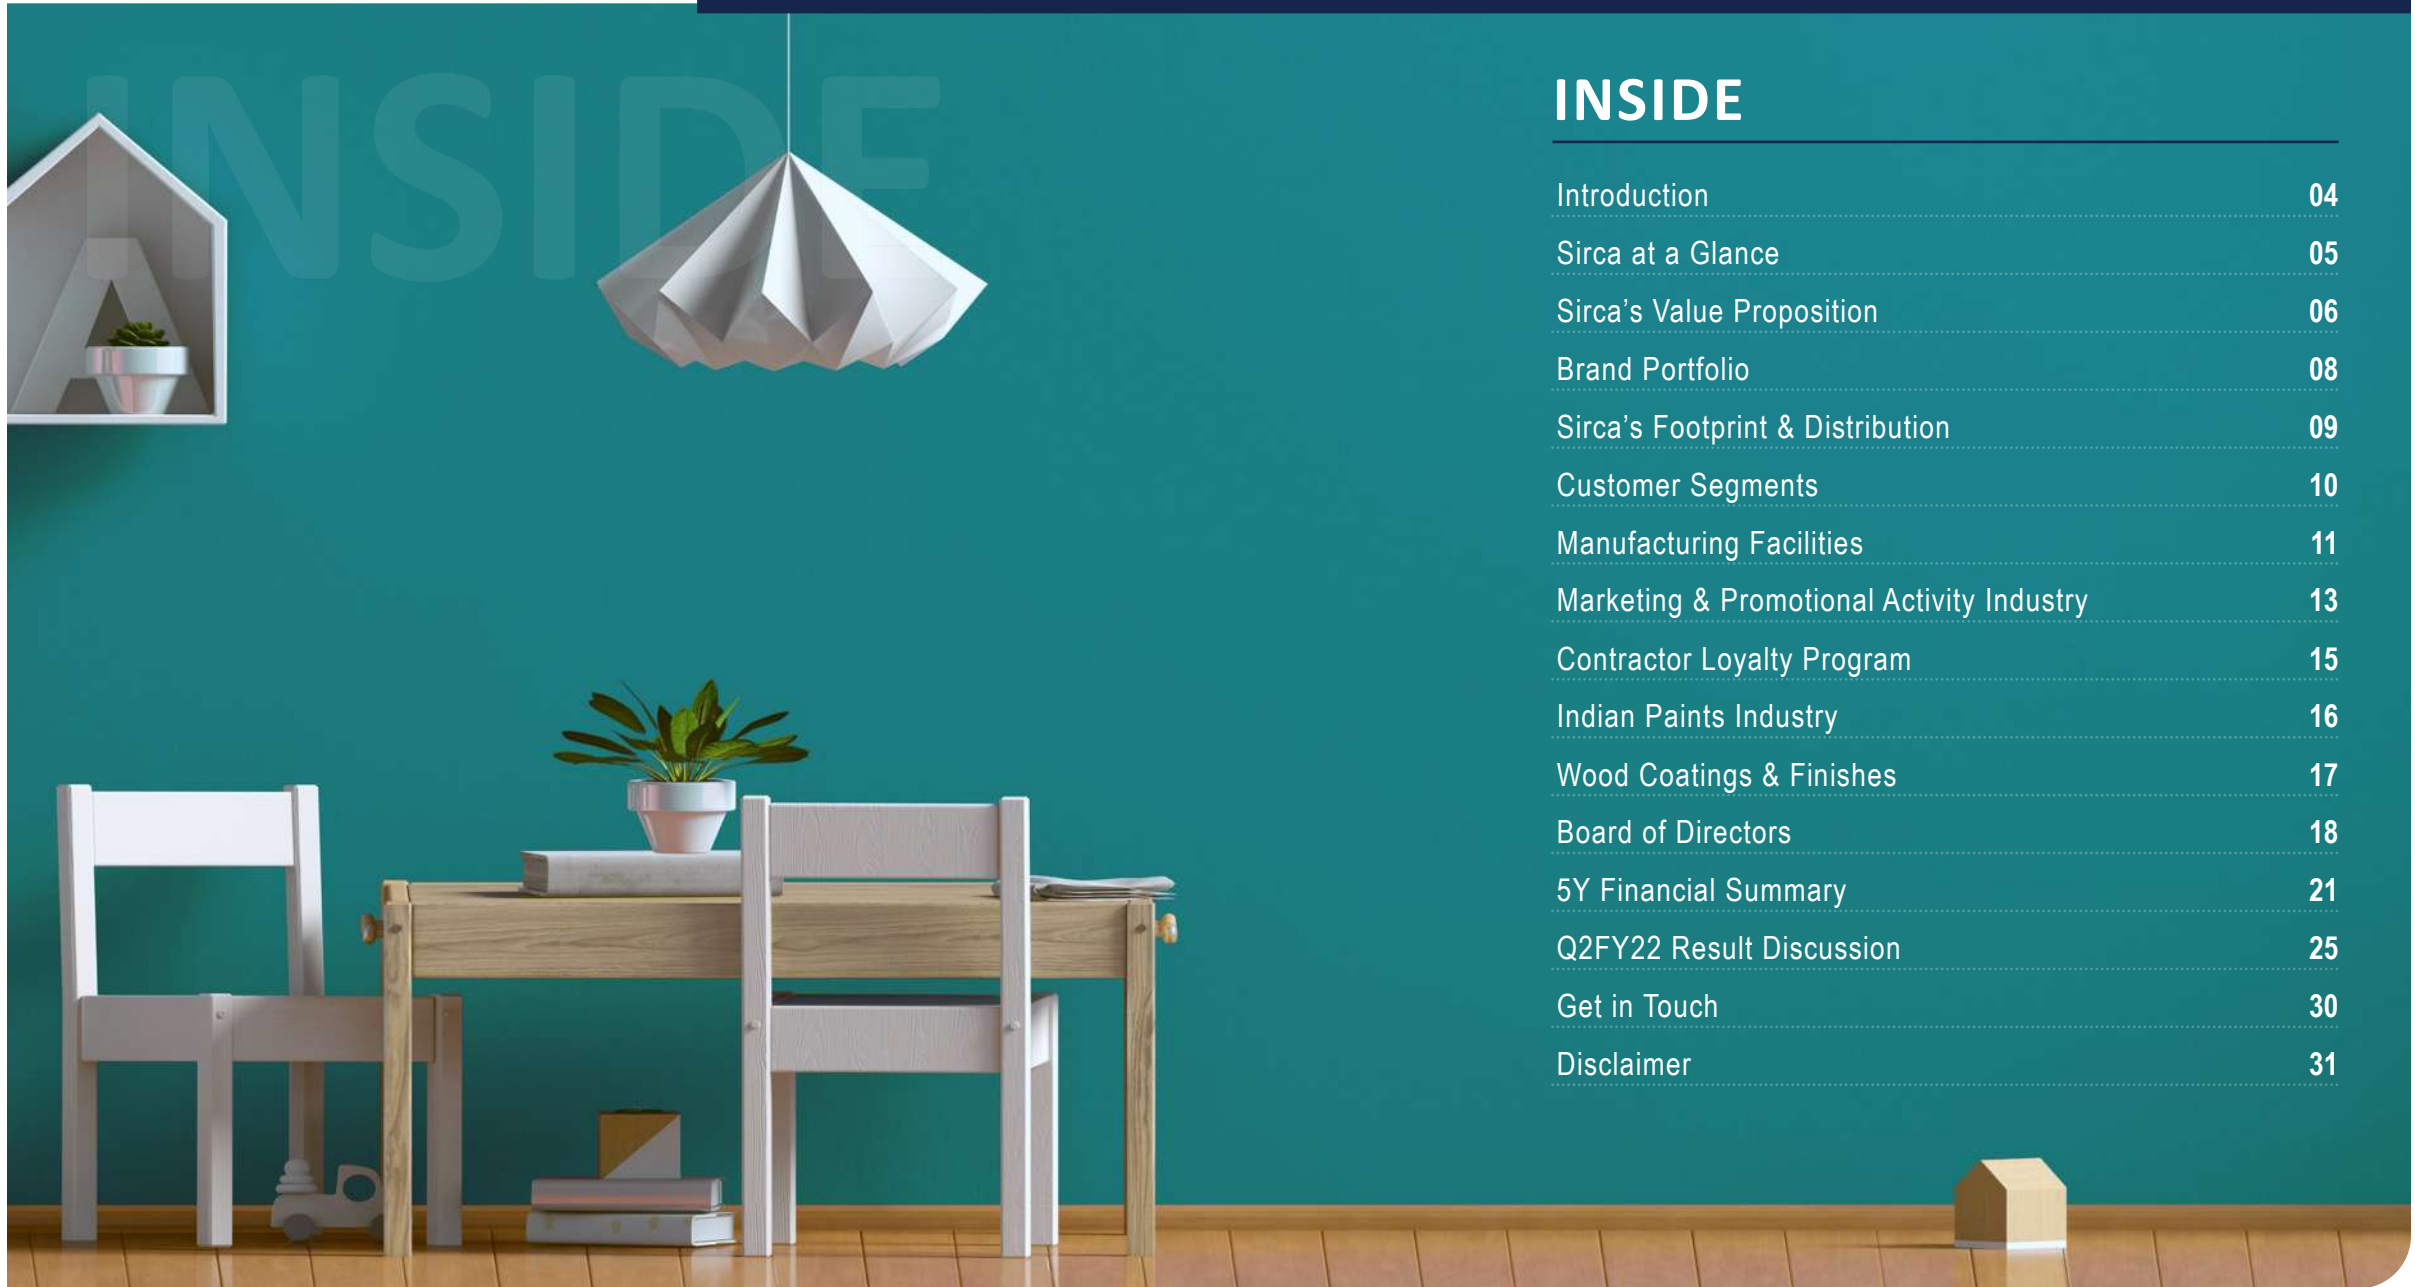 INSIDE
INSIDE
Introduction 04
Sirca at a Glance 05
Sirca’s Value Proposition 06
Brand Portfolio 08
Sirca’s Footprint & Distribution 09
Customer Segments 10
Manufacturing Facilities 11
Marketing & Promotional Activity Industry 13
Contractor Loyalty Program 15
Indian Paints Industry 16
Wood Coatings & Finishes 17
Board of Directors 18
5Y Financial Summary 21
Q2FY22 Result Discussion 25
Get in Touch 30
Disclaimer 31